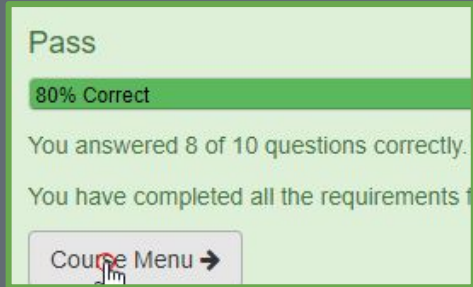 Pass
80% Correct
You answered 8 of 10 questions correctly.
You have completed all the requirements
Course Menu →